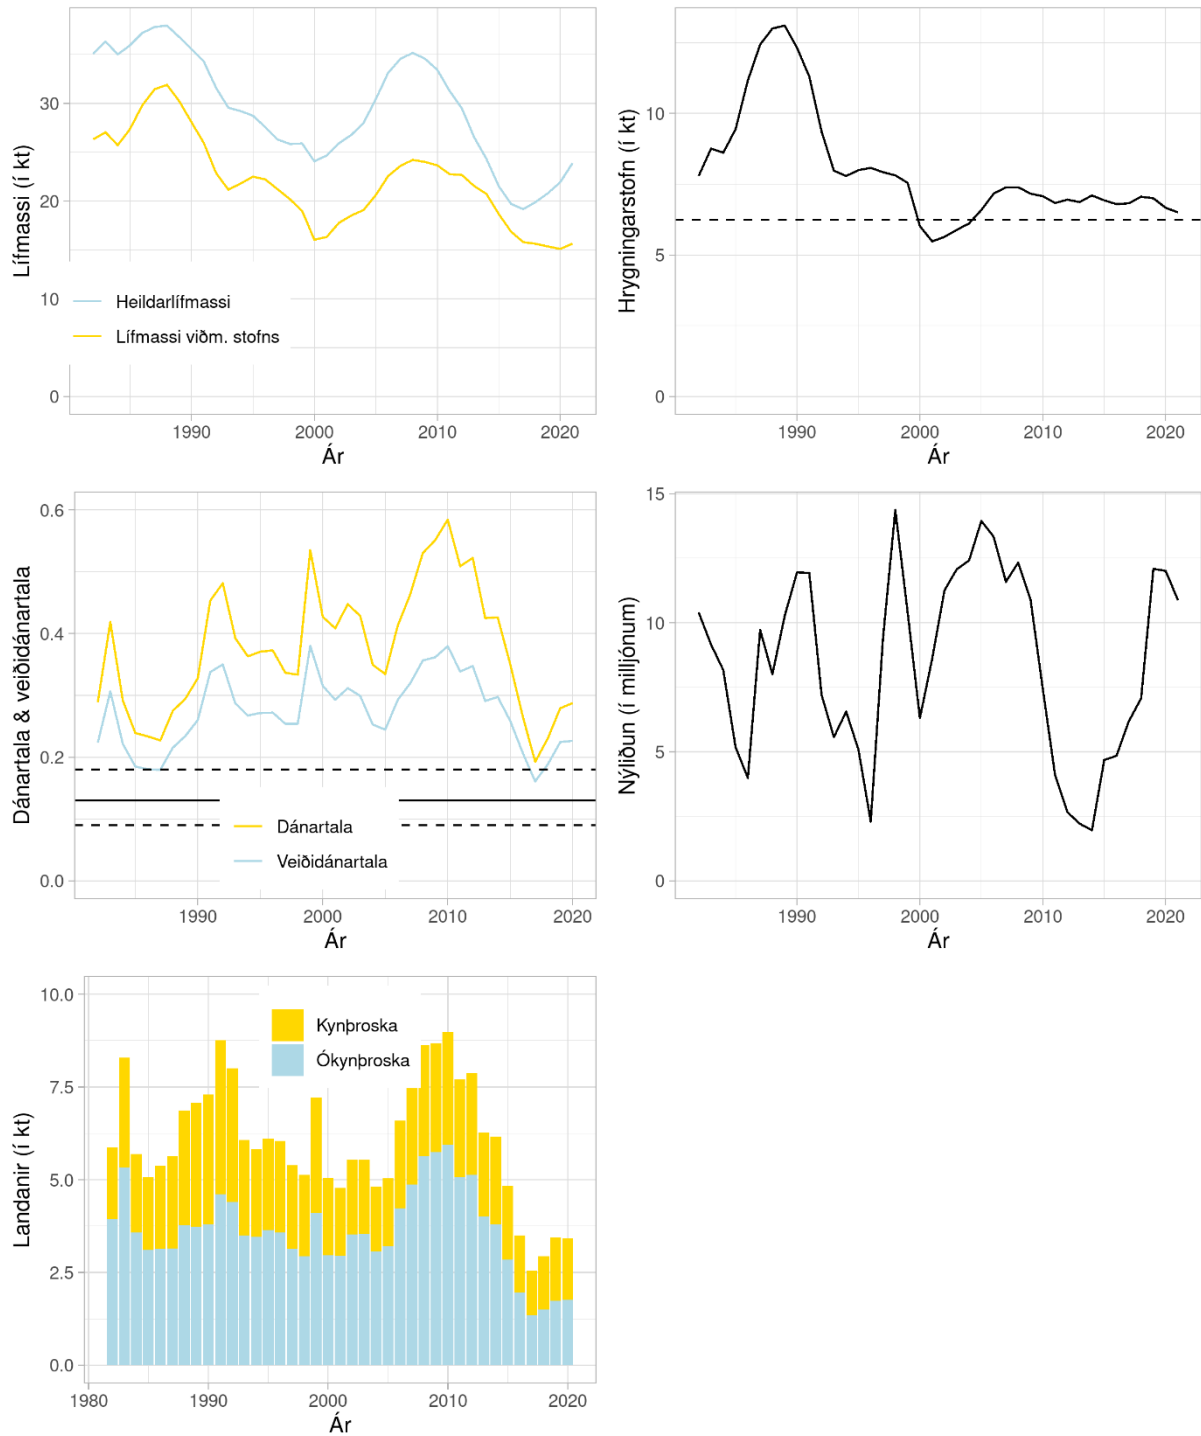 Lífmassi (í kt)
30
20
10
0
Heildarlífmassi
Lífmassi viðm. stofns
1990
2000
2010
2020
Ár
Hrygningarstofn (í kt)
10
5
0
1990
2000
2010
2020
Ár
Dánartala & veiðidánartala
0.6
0.4
0.2
0.0
Dánartala
Veiðidánartala
1990
2000
2010
2020
Ár
Nýliðun (í milljónum)
15
10
5
0
1990
2000
2010
2020
Ár
Landanir (í kt)
10.0
7.5
5.0
2.5
0.0
Kynþroska
Ókynþroska
1980
1990
2000
2010
2020
Ár